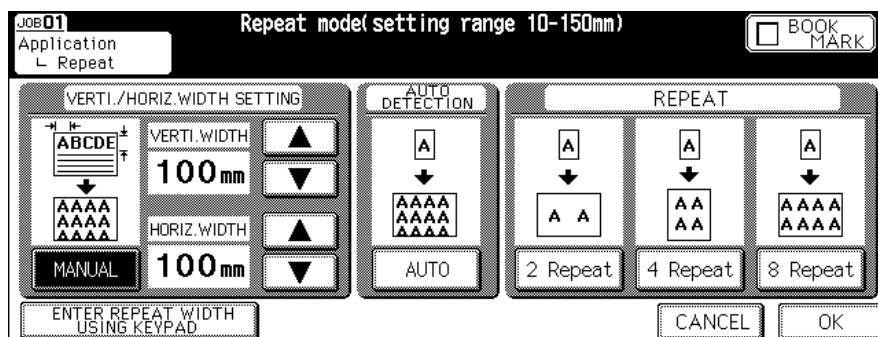 JOB01
Repeat mode(setting range 10-150mm)
BOOK
MARK
Application
Repeat
VERTI./HORIZ.WIDTH SETTING
AUTO
DETECTION
REPEAT
ABCDE
VERTI.WIDTH
100mm
AAAA
AAAA
AAAA
HORIZ.WIDTH
100mm
MANUAL
A
AAAA
AAAA
AAAA
AUTO
A
A A
2 Repeat
A
A A
A A
4 Repeat
A
AAAA
AAAA
8 Repeat
ENTER REPEAT WIDTH
USING KEYPAD
CANCEL
OK